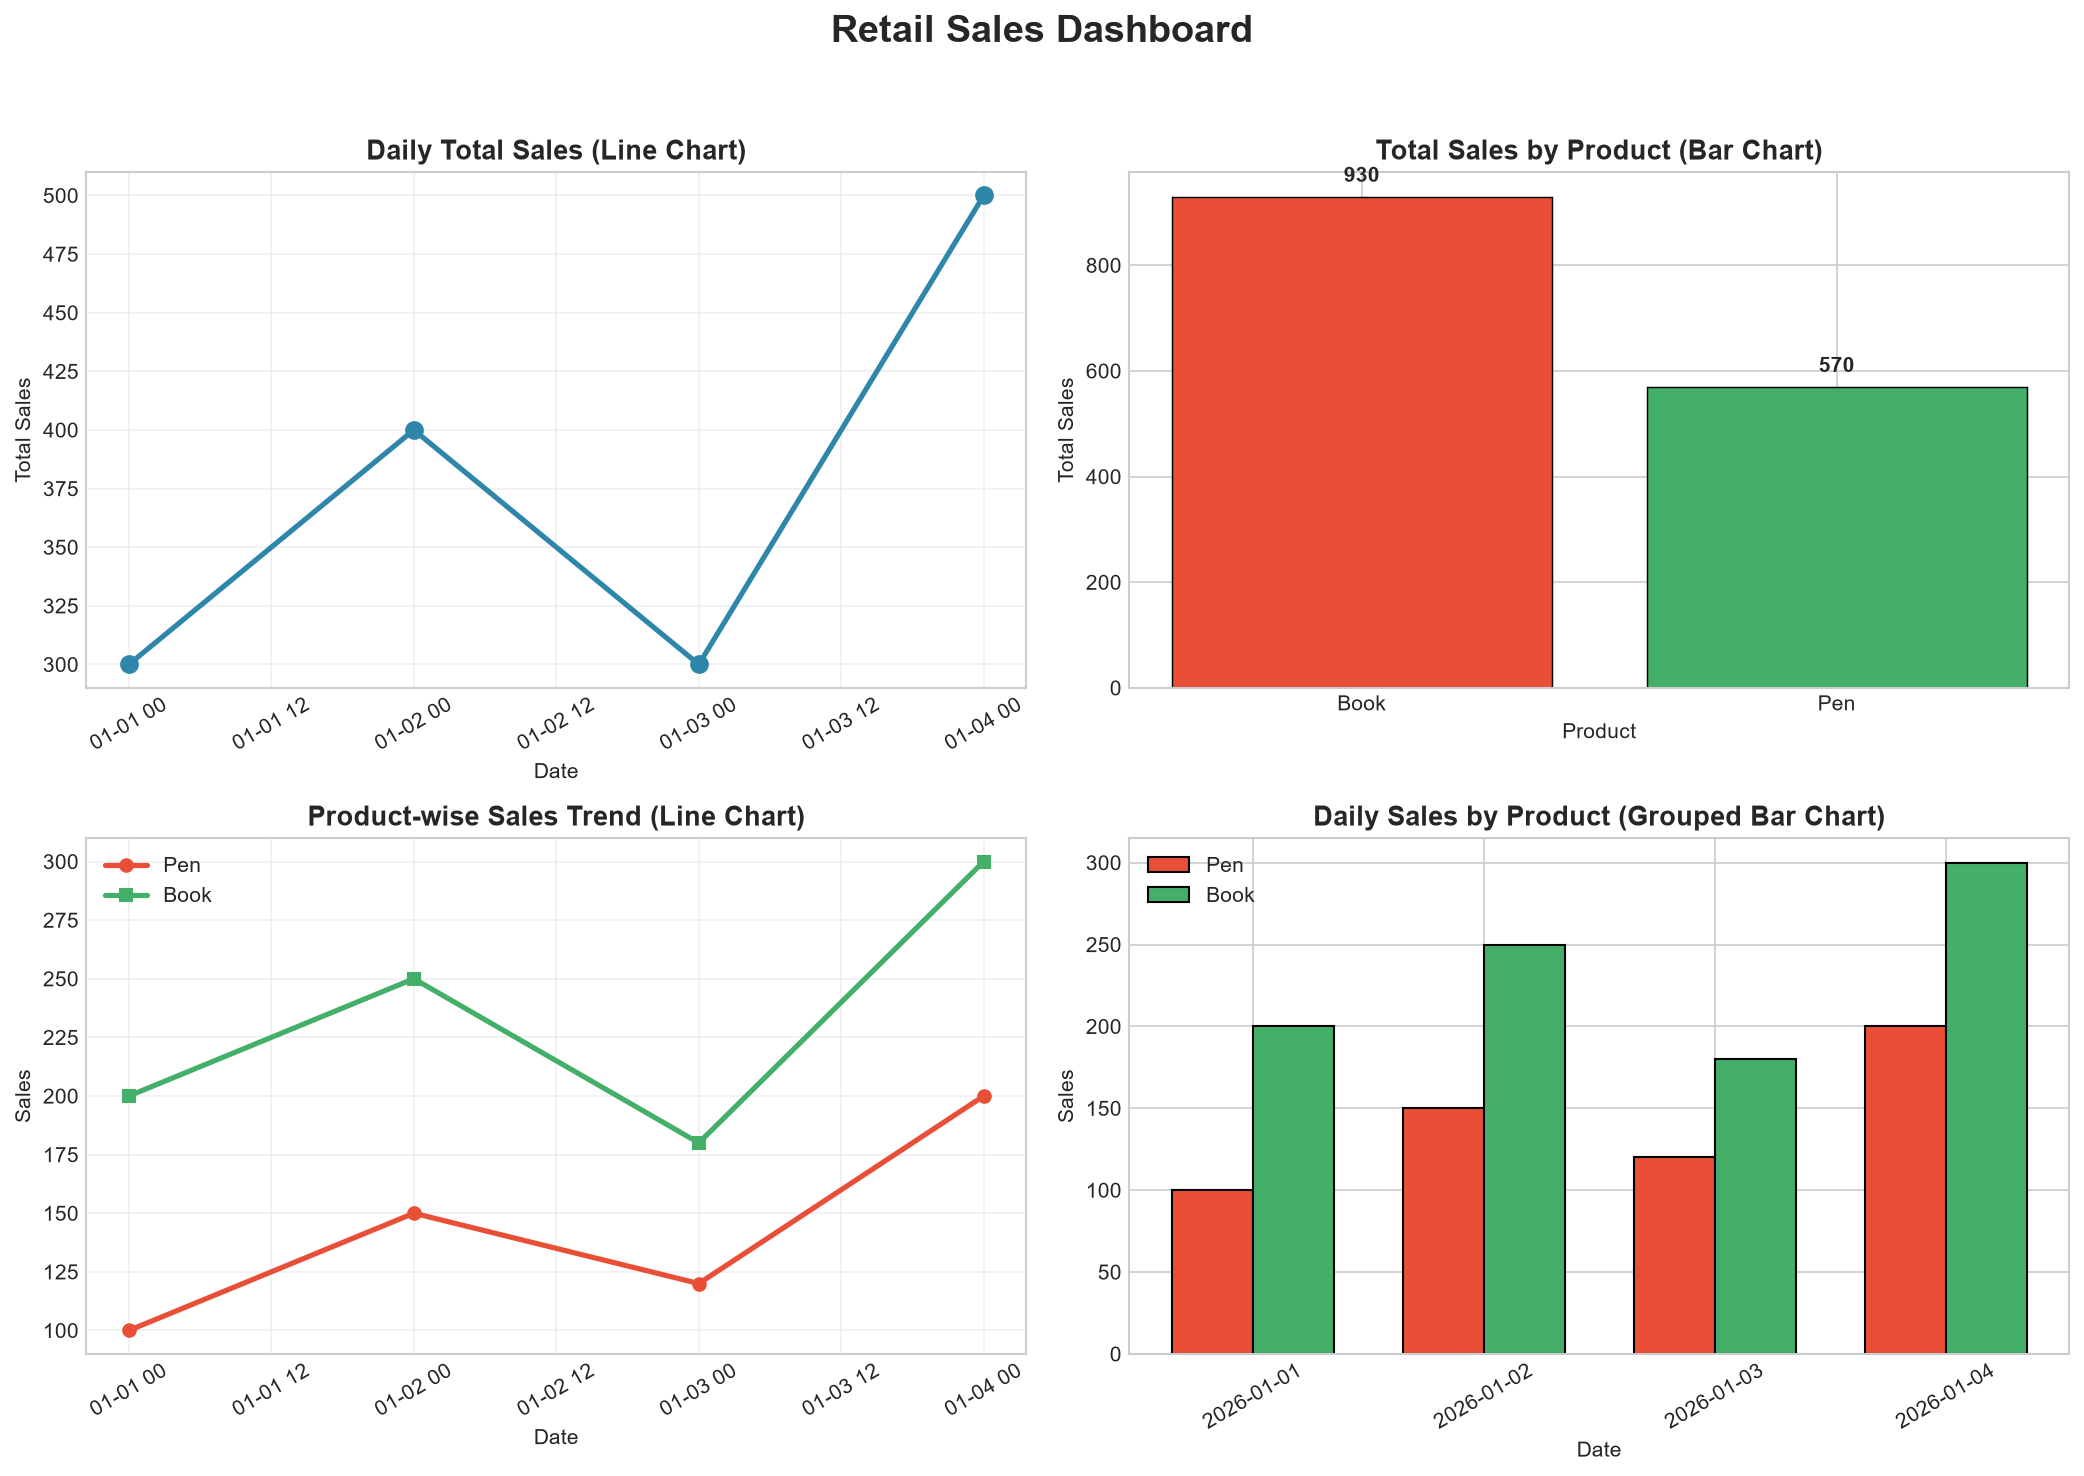 Retail Sales Dashboard
Daily Total Sales (Line Chart)
Total Sales
500
475
450
425
400
375
350
325
300
01-01 00
01-01 12
01-02 00
01-02 12
01-03 00
01-03 12
01-04 00
Date
Total Sales by Product (Bar Chart)
Total Sales
800
600
400
200
0
930
570
Book
Pen
Product
Product-wise Sales Trend (Line Chart)
Sales
300
275
250
225
200
175
150
125
100
Pen
Book
01-01 00
01-01 12
01-02 00
01-02 12
01-03 00
01-03 12
01-04 00
Date
Daily Sales by Product (Grouped Bar Chart)
Sales
300
250
200
150
100
50
0
Pen
Book
2026-01-01
2026-01-02
2026-01-03
2026-01-04
Date